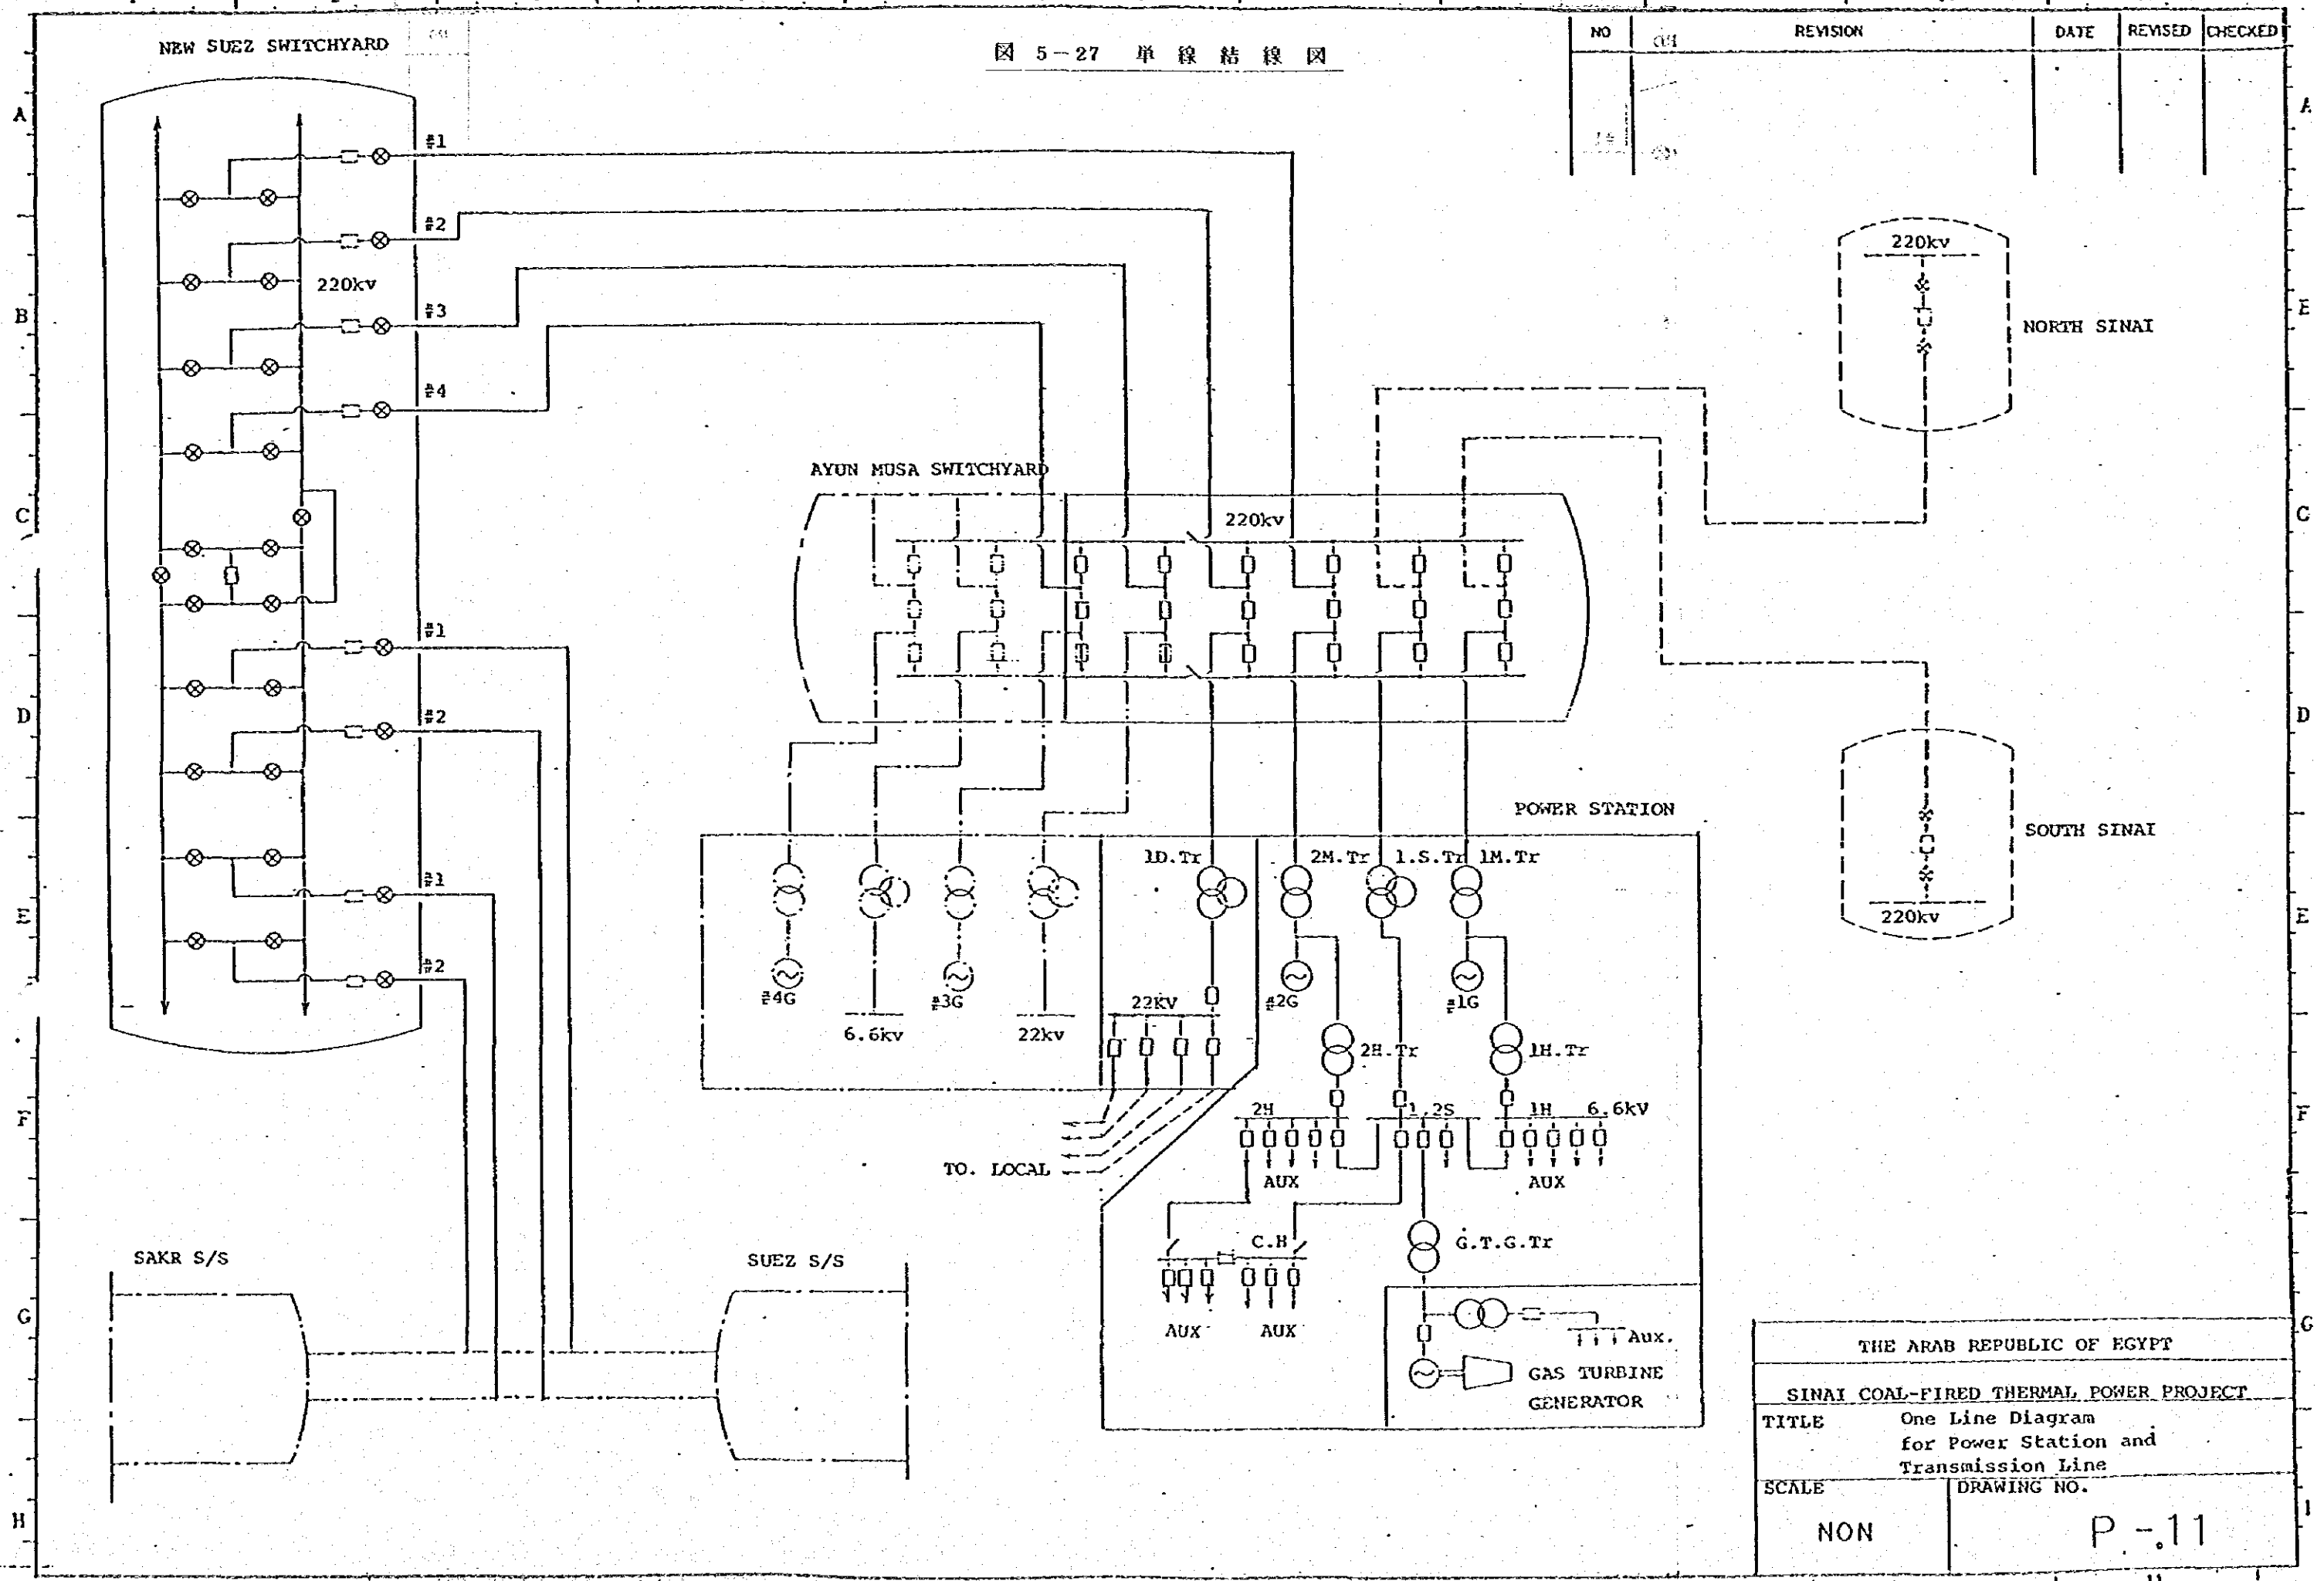 図 5-27 単線結線図
NO REVISION DATE REVISED CHECKED
NEW SUEZ SWITCHYARD
A
A
#1
#2
220kv
#3
#4
B
E
220kv
NORTH SINAI
AYUN MUSA SWITCHYARD
220kv
C
C
#1
#2
#1
#2
D
D
POWER STATION
SOUTH SINAI
220kv
1D.Tr 2M.Tr 1.S.Tr 1M.Tr
E
E
#4G
6.6kv
#3G
22kv
22KV
#2G
#1G
2H.Tr
1H.Tr
F
F
2H
1,2S
1H 6.6kV
TO. LOCAL
AUX
AUX
C.H
G.T.G.Tr
AUX
AUX
Aux.
GAS TURBINE
GENERATOR
SAKR S/S
SUEZ S/S
G
G
THE ARAB REPUBLIC OF EGYPT
SINAI COAL-FIRED THERMAL POWER PROJECT
TITLE One Line Diagram
for Power Station and
Transmission Line
SCALE
DRAWING NO.
H
NON
P-.11